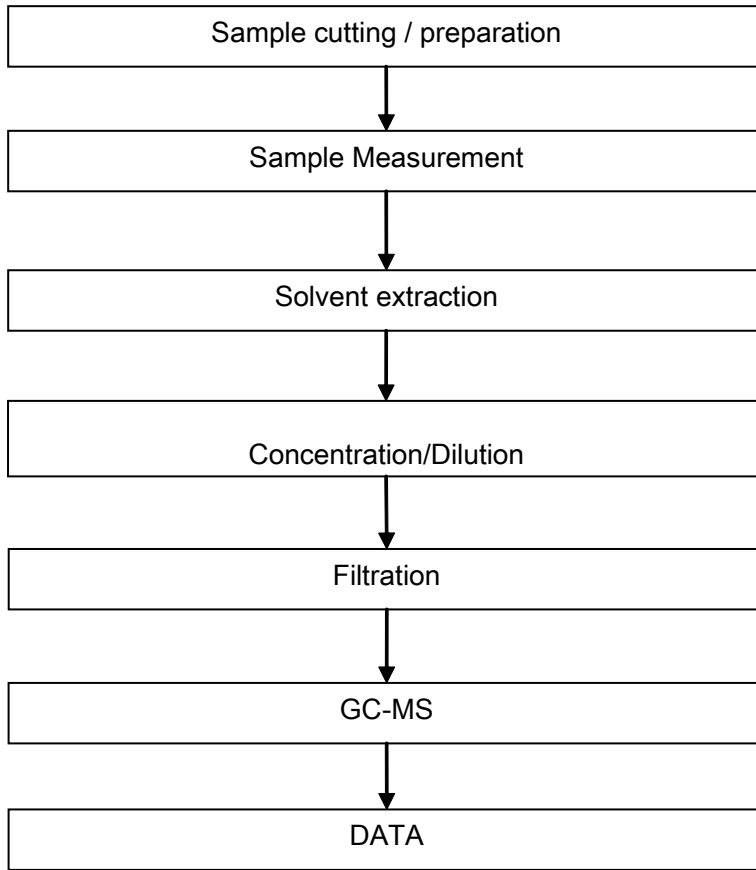 Sample cutting / preparation
Sample Measurement
Solvent extraction
Concentration/Dilution
Filtration
GC-MS
DATA